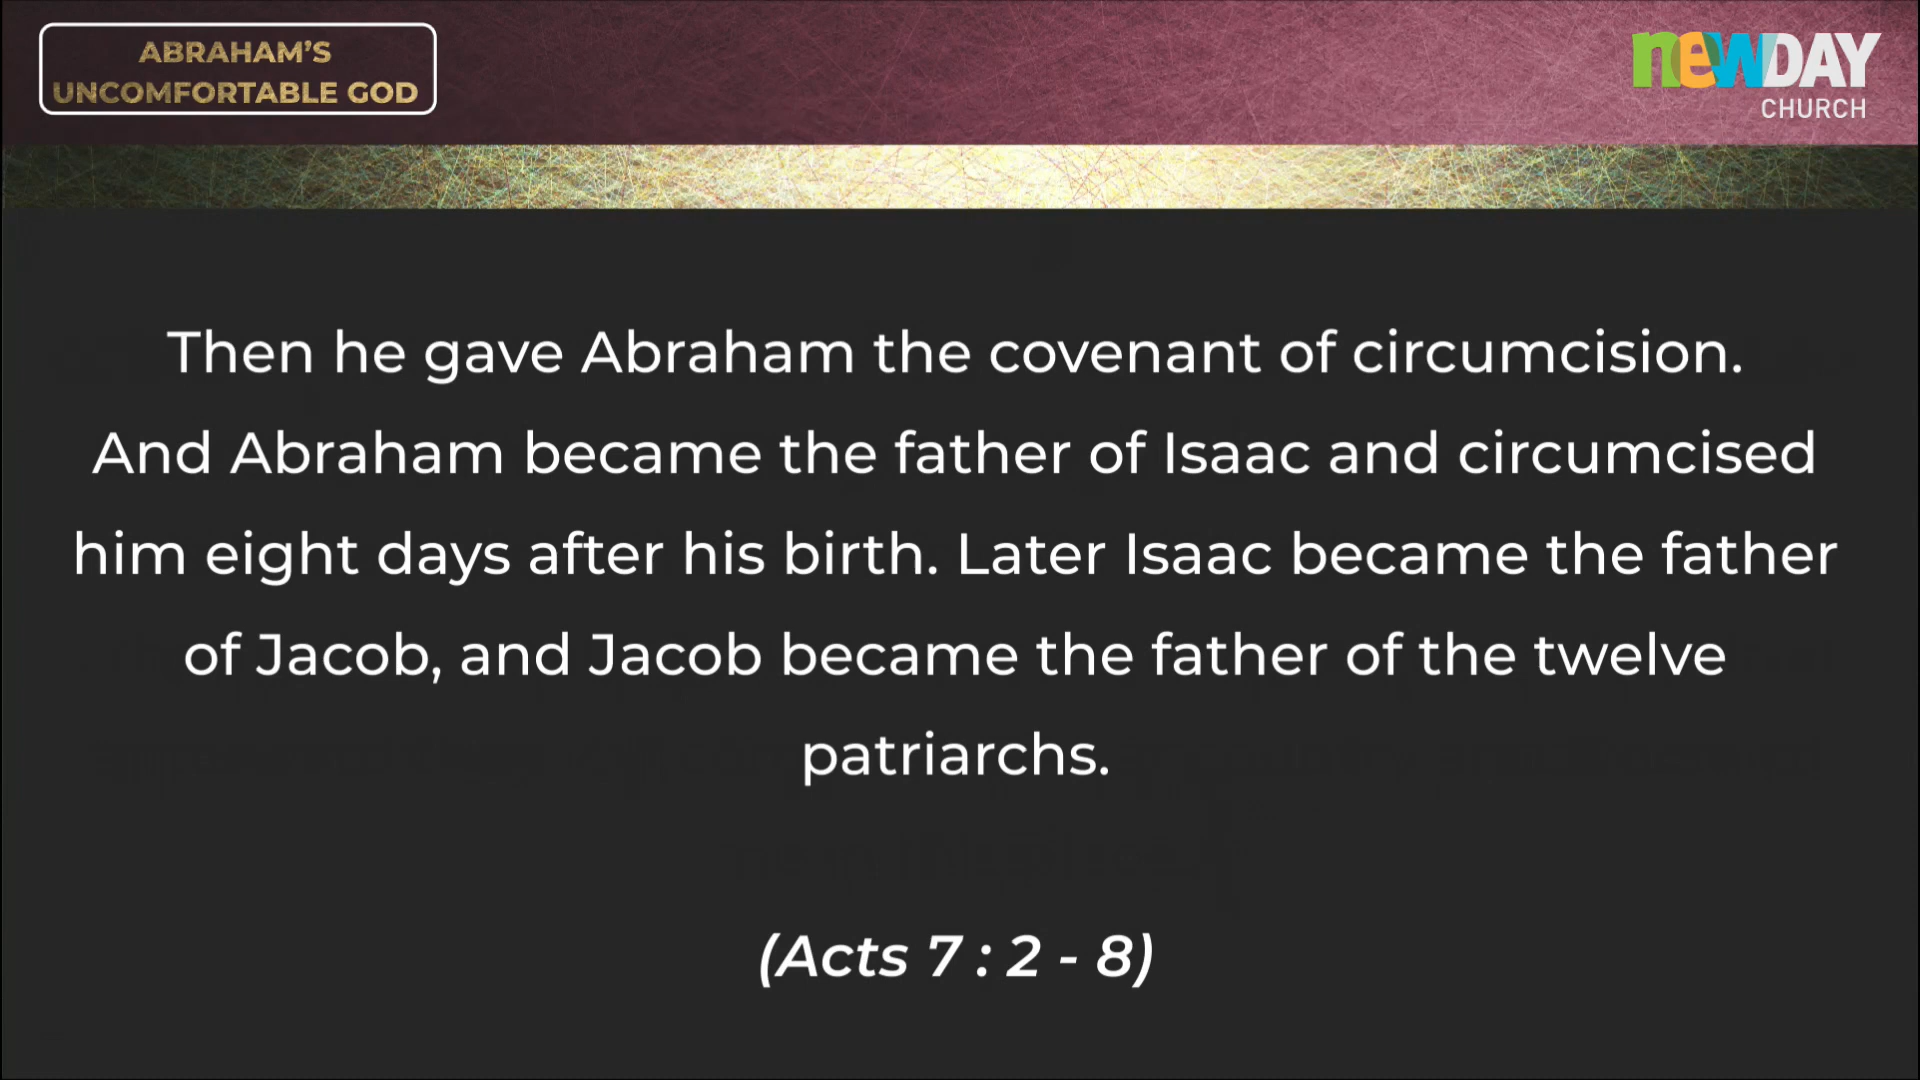 ABRAHAM'S
UNCOMFORTABLE GOD
newDAY
CHURCH
Then he gave Abraham the covenant of circumcision.
And Abraham became the father of Isaac and circumcised
him eight days after his birth. Later Isaac became the father
of Jacob, and Jacob became the father of the twelve
patriarchs.
(Acts 7 : 2 - 8)